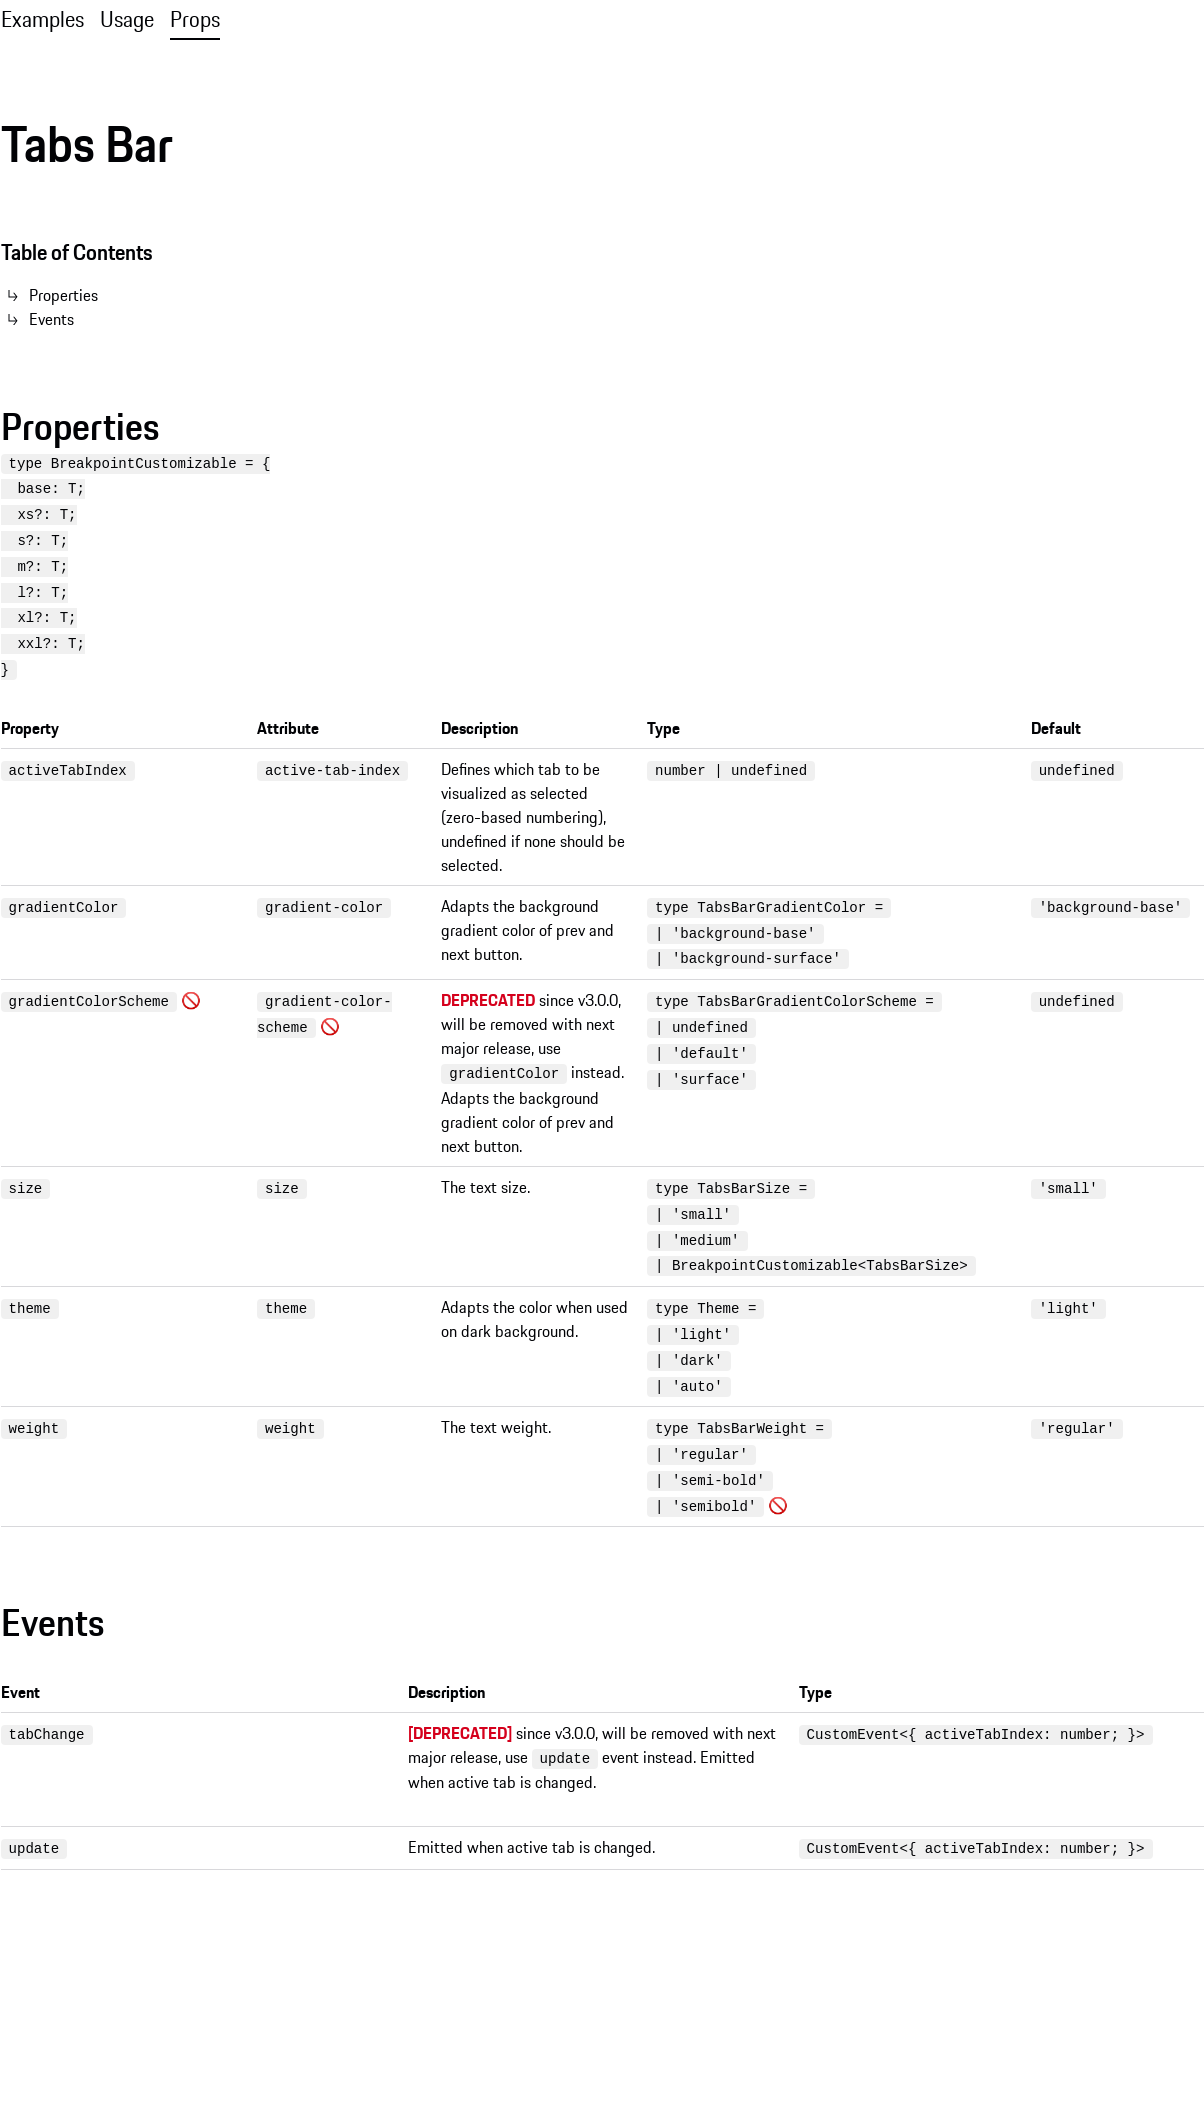 Examples Usage Props
Tabs Bar
Table of Contents
Properties
Events
Properties
type BreakpointCustomizable = {
base: T;
xs?: T;
s?: T;
m?: T;
l?: T;
xl?: T;
xxl?: T;
}
Property Attribute Description Type Default
activeTabIndex active-tab-index Defines which tab to be number | undefined undefined
visualized as selected
(zero-based numbering),
undefined if none should be
selected.
gradientColor gradient-color Adapts the background type TabsBarGradientColor = 'background-base'
gradient color of prev and | 'background-base'
next button. | 'background-surface'
gradientColorScheme 🚫 gradient-color- DEPRECATED since v3.0.0, type TabsBarGradientColorScheme = undefined
scheme 🚫 will be removed with next | undefined
major release, use | 'default'
gradientColor instead. | 'surface'
Adapts the background
gradient color of prev and
next button.
size size The text size. type TabsBarSize = 'small'
| 'small'
| 'medium'
| BreakpointCustomizable<TabsBarSize>
theme theme Adapts the color when used type Theme = 'light'
on dark background. | 'light'
| 'dark'
| 'auto'
weight weight The text weight. type TabsBarWeight = 'regular'
| 'regular'
| 'semi-bold'
| 'semibold' 🚫
Events
Event Description Type
tabChange [DEPRECATED] since v3.0.0, will be removed with next CustomEvent<{ activeTabIndex: number; }>
major release, use update event instead. Emitted
when active tab is changed.
update Emitted when active tab is changed. CustomEvent<{ activeTabIndex: number; }>